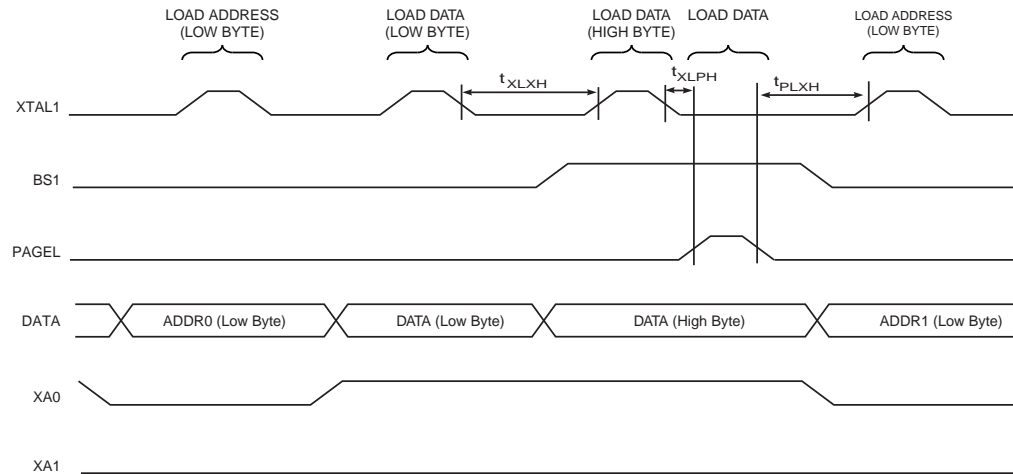 LOAD ADDRESS
(LOW BYTE)
LOAD DATA
(LOW BYTE)
LOAD DATA
(HIGH BYTE)
LOAD DATA
LOAD ADDRESS
(LOW BYTE)
tXLXH
tXLPH
tPLXH
XTAL1
BS1
PAGEL
DATA
ADDR0 (Low Byte)
DATA (Low Byte)
DATA (High Byte)
ADDR1 (Low Byte)
XA0
XA1